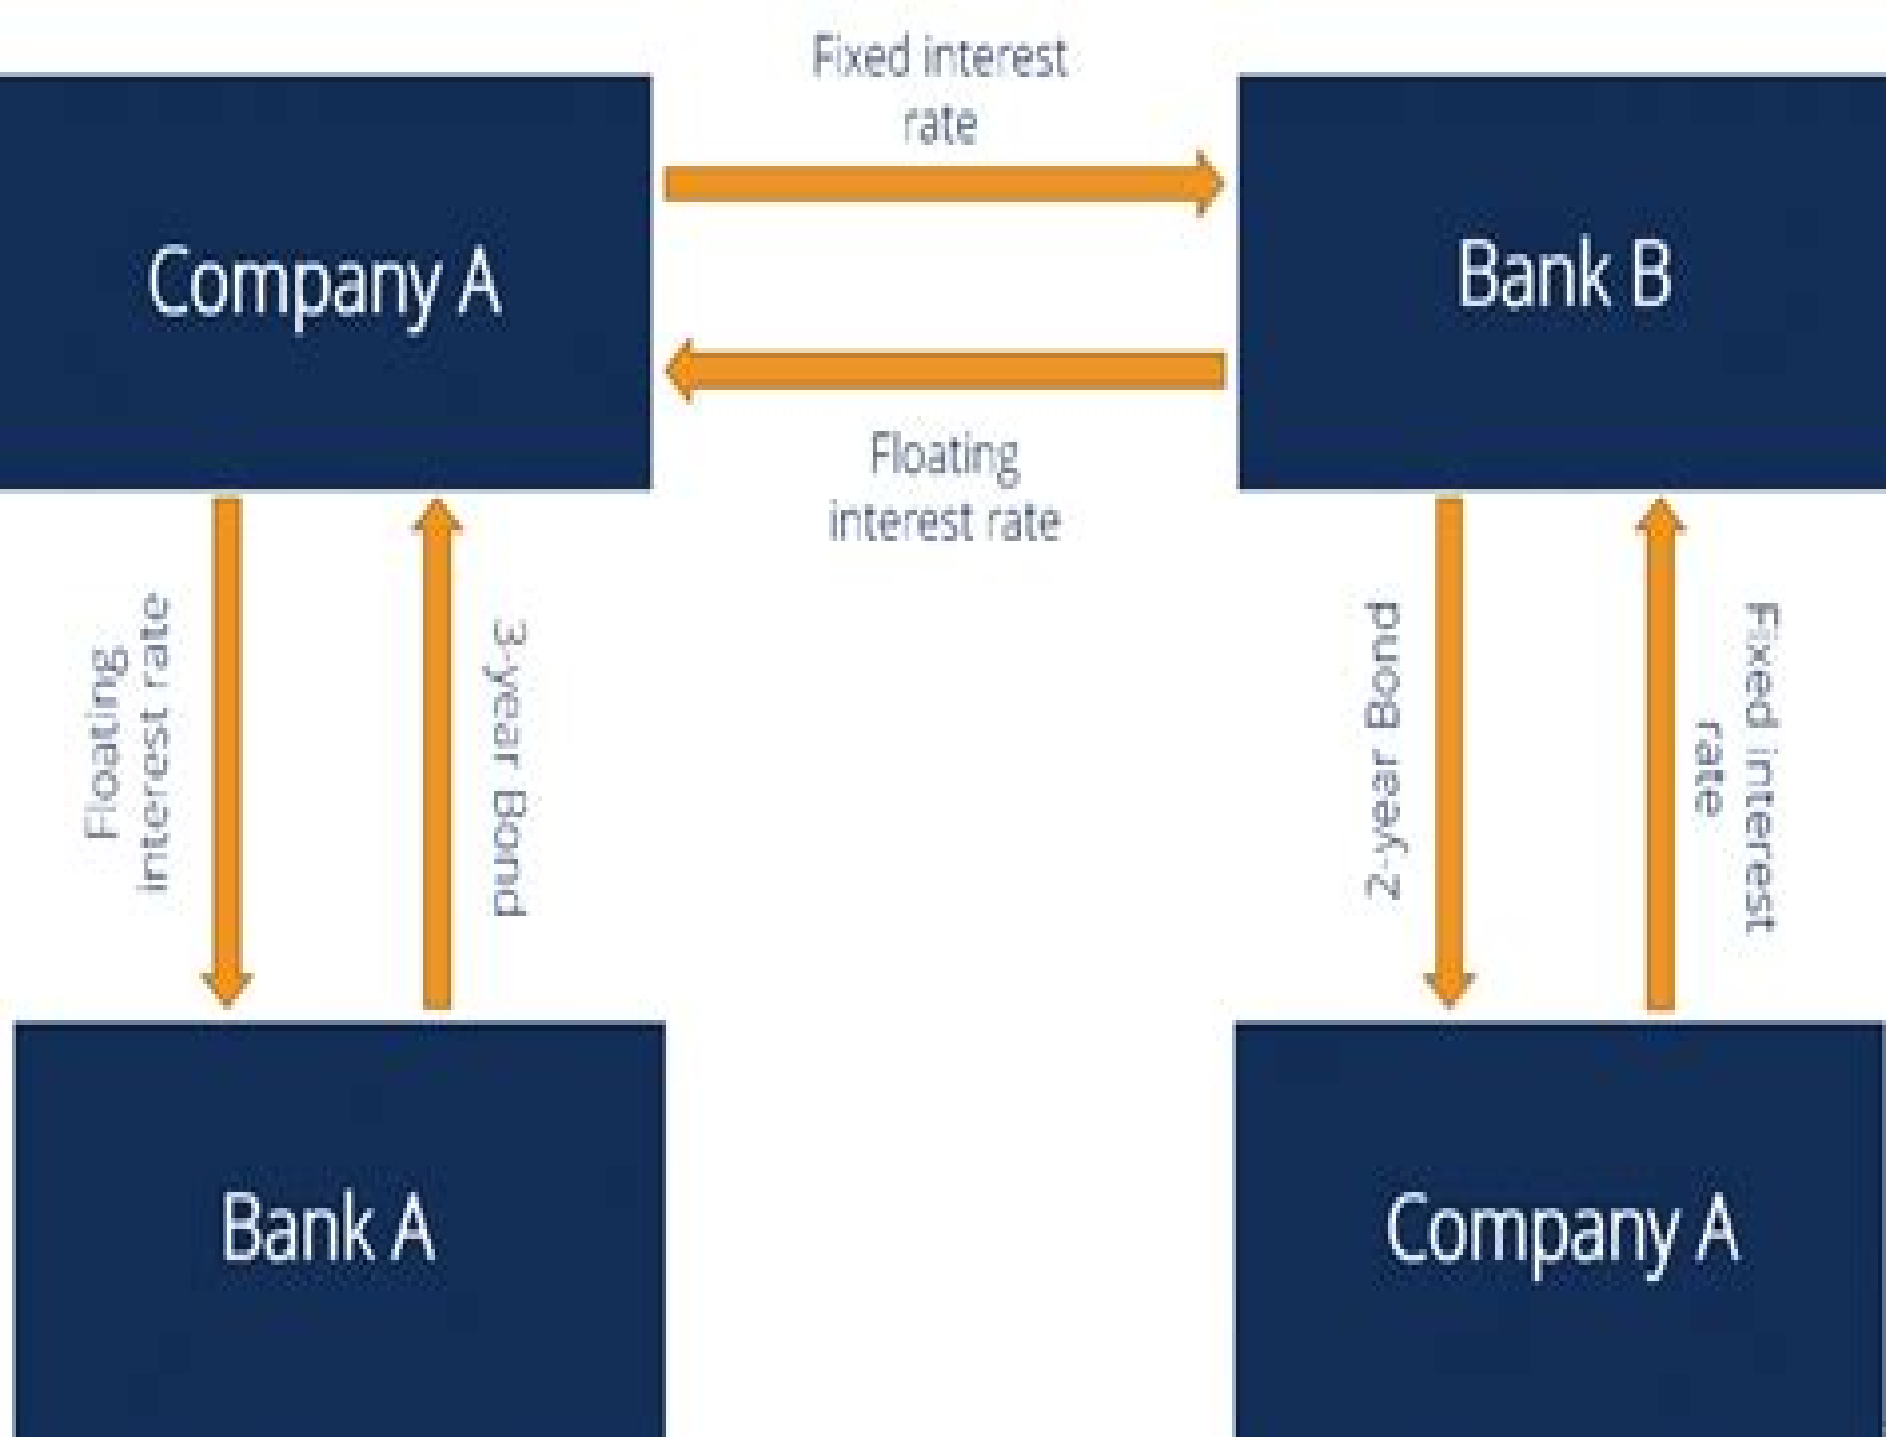 Fixed interest
rate
Company A
Bank B
Floating
interest rate
Floating
interest rate
3-year Bond
2-year Bond
Fixed interest
rate
Bank A
Company A